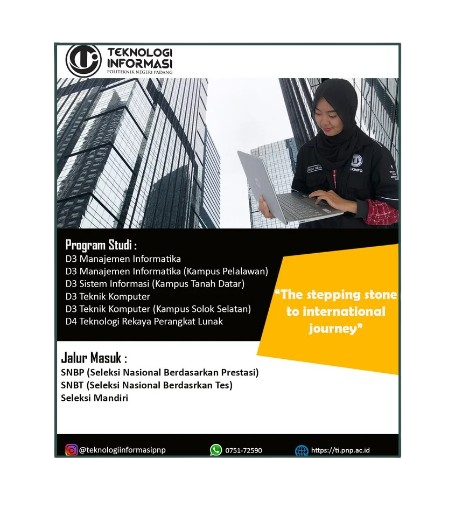 TEKNOLOGI
INFORMASI
POLITEKNIK NEGERI PADANG
Program Studi :
D3 Manajemen Informatika
D3 Manajemen Informatika (Kampus Pelalawan)
D3 Sistem Informasi (Kampus Tanah Datar)
D3 Teknik Komputer
D3 Teknik Komputer (Kampus Solok Selatan)
D4 Teknologi Rekaya Perangkat Lunak
"The stepping stone
to international
journey"
Jalur Masuk :
SNBP (Seleksi Nasional Berdasarkan Prestasi)
SNBT (Seleksi Nasional Berdasrkan Tes)
Seleksi Mandiri
@teknologiinformasipnp
0751-72590
https://ti.pnp.ac.id